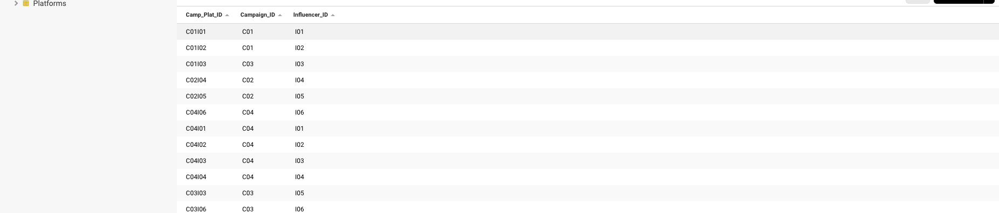 Platforms
Camp_Plat_ID Campaign_ID Influencer_ID
C01I01 C01 I01
C01I02 C01 I02
C01I03 C03 I03
C02I04 C02 I04
C02I05 C02 I05
C04I06 C04 I06
C04I01 C04 I01
C04I02 C04 I02
C04I03 C04 I03
C04I04 C04 I04
C03I03 C03 I05
C03I06 C03 I06